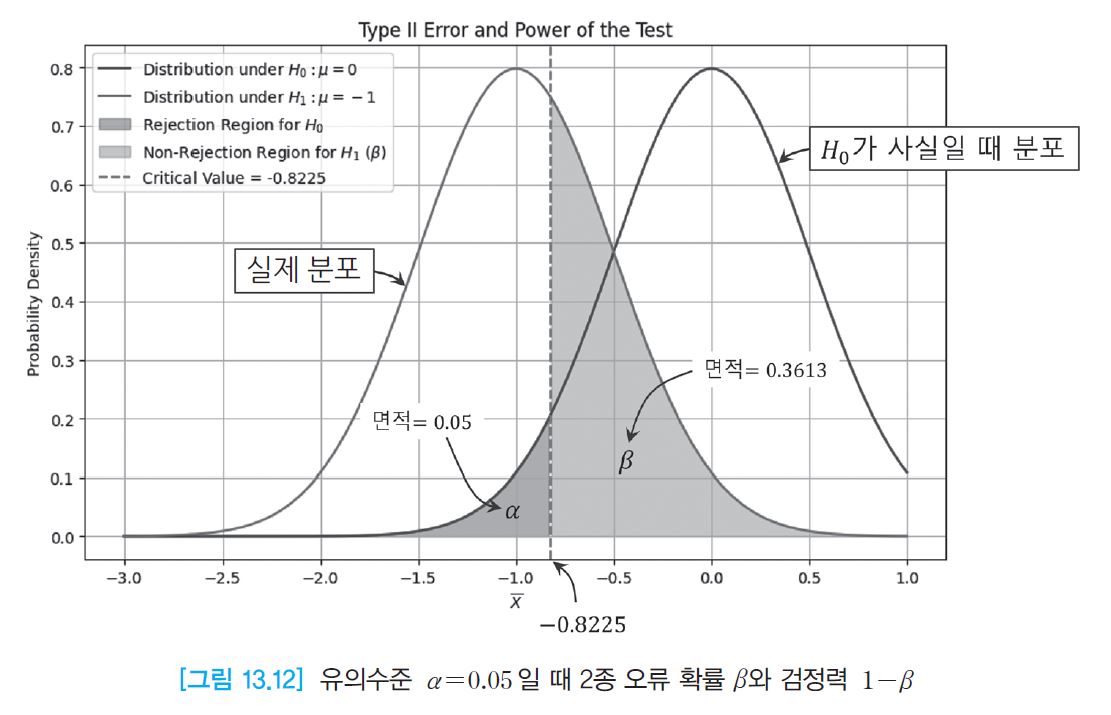 Type II Error and Power of the Test
Distribution under H₀ : μ = 0
Distribution under H₁ : μ = −1
Rejection Region for H₀
Non-Rejection Region for H₁ (β)
Critical Value = -0.8225
H₀가 사실일 때 분포
실제 분포
면적= 0.3613
면적= 0.05
β
α
Probability Density
0.8
0.7
0.6
0.5
0.4
0.3
0.2
0.1
0.0
−3.0 −2.5 −2.0 −1.5 −1.0 −0.5 0.0 0.5 1.0
x̅
−0.8225
[그림 13.12] 유의수준 α=0.05일 때 2종 오류 확률 β와 검정력 1−β